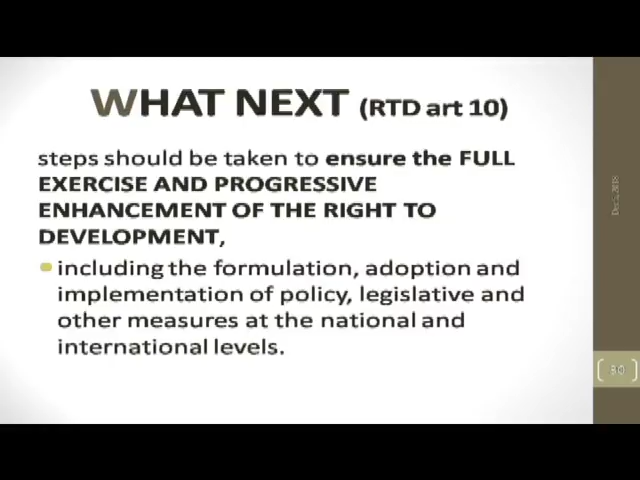 WHAT NEXT (RTD art 10)
steps should be taken to ensure the FULL
EXERCISE AND PROGRESSIVE
ENHANCEMENT OF THE RIGHT TO
DEVELOPMENT,
including the formulation, adoption and
implementation of policy, legislative and
other measures at the national and
international levels.
30